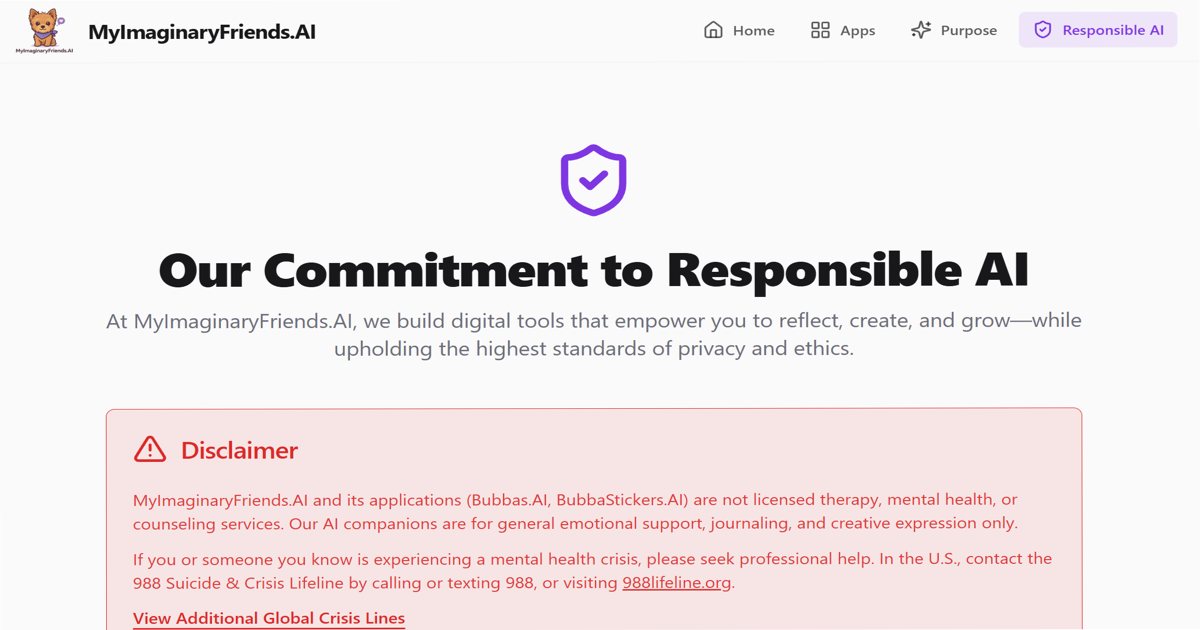 MyImaginaryFriends.AI
MyImaginaryFriends.AI
Home
Apps
Purpose
Responsible AI
Our Commitment to Responsible AI
At MyImaginaryFriends.AI, we build digital tools that empower you to reflect, create, and grow—while
upholding the highest standards of privacy and ethics.
Disclaimer
MyImaginaryFriends.AI and its applications (Bubbas.AI, BubbaStickers.AI) are not licensed therapy, mental health, or
counseling services. Our AI companions are for general emotional support, journaling, and creative expression only.
If you or someone you know is experiencing a mental health crisis, please seek professional help. In the U.S., contact the
988 Suicide & Crisis Lifeline by calling or texting 988, or visiting 988lifeline.org.
View Additional Global Crisis Lines